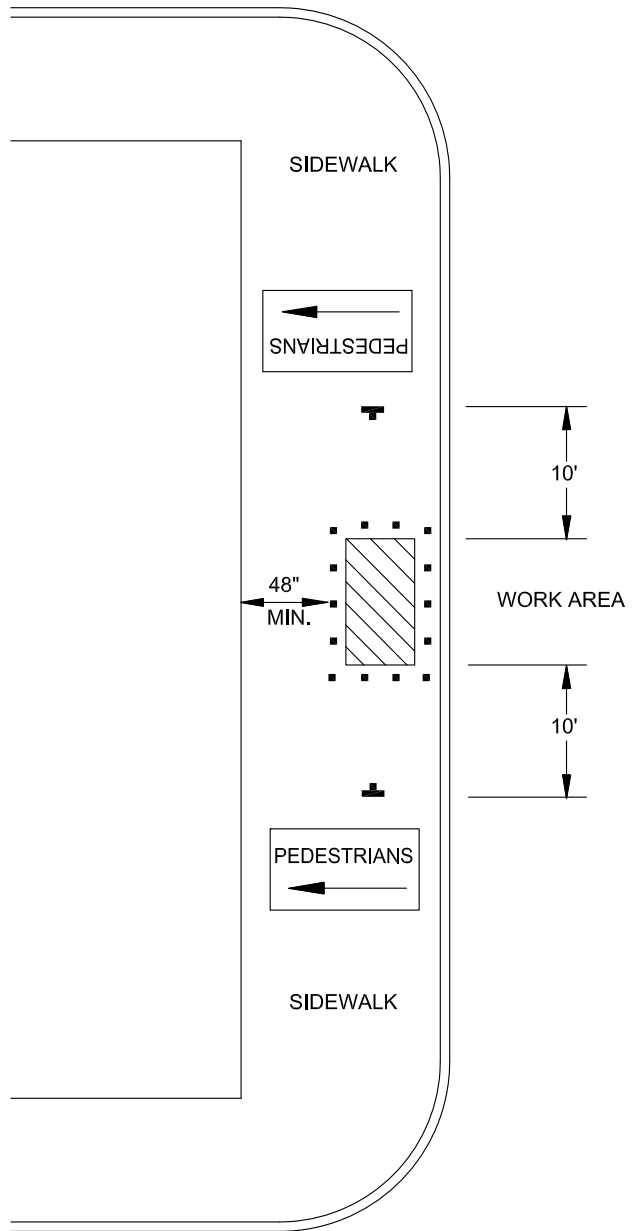 SIDEWALK
PEDESTRIANS
10'
48"
MIN.
WORK AREA
10'
PEDESTRIANS
SIDEWALK